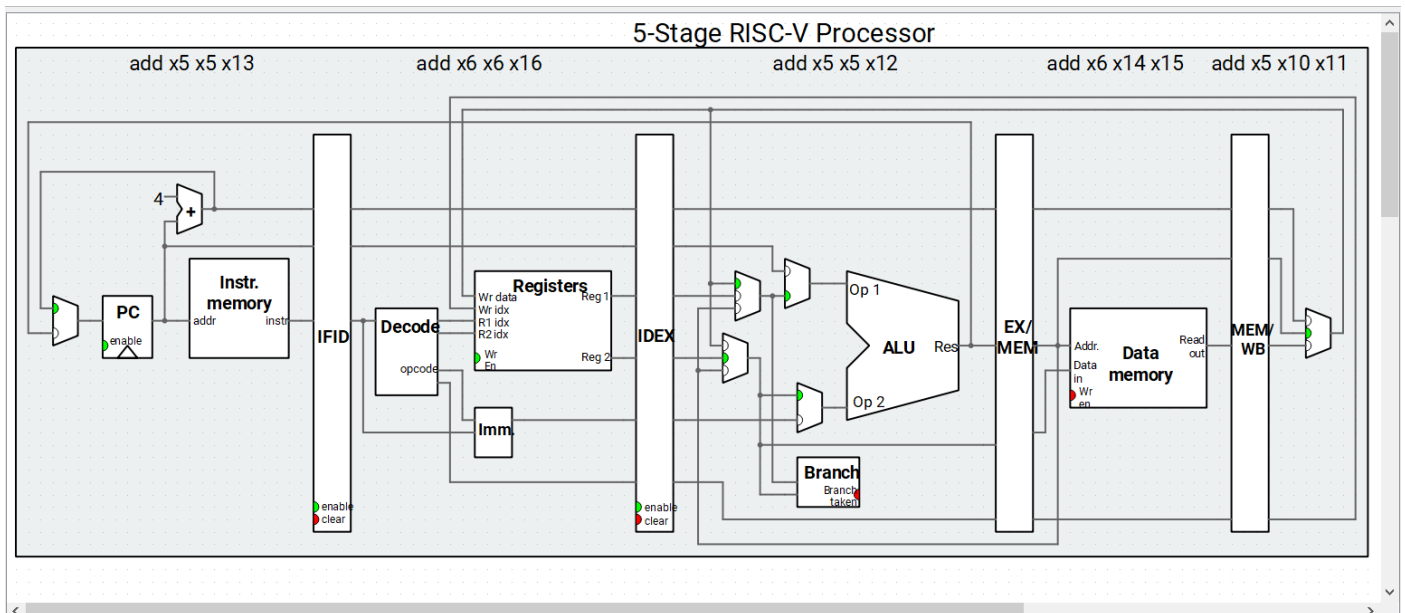 5-Stage RISC-V Processor
add x5 x5 x13
add x6 x6 x16
add x5 x5 x12
add x6 x14 x15
add x5 x10 x11
4
+
PC
enable
Instr.
memory
addr
instr
IFID
enable
clear
Decode
opcode
Registers
Wr data
Wr idx
R1 idx
R2 idx
Wr
En
Reg 1
Reg 2
Imm.
IDEX
enable
clear
Op 1
Op 2
ALU
Res
Branch
Branch
taken
EX/
MEM
Addr.
Data
in
Wr
en
Data
memory
Read
out
MEM/
WB